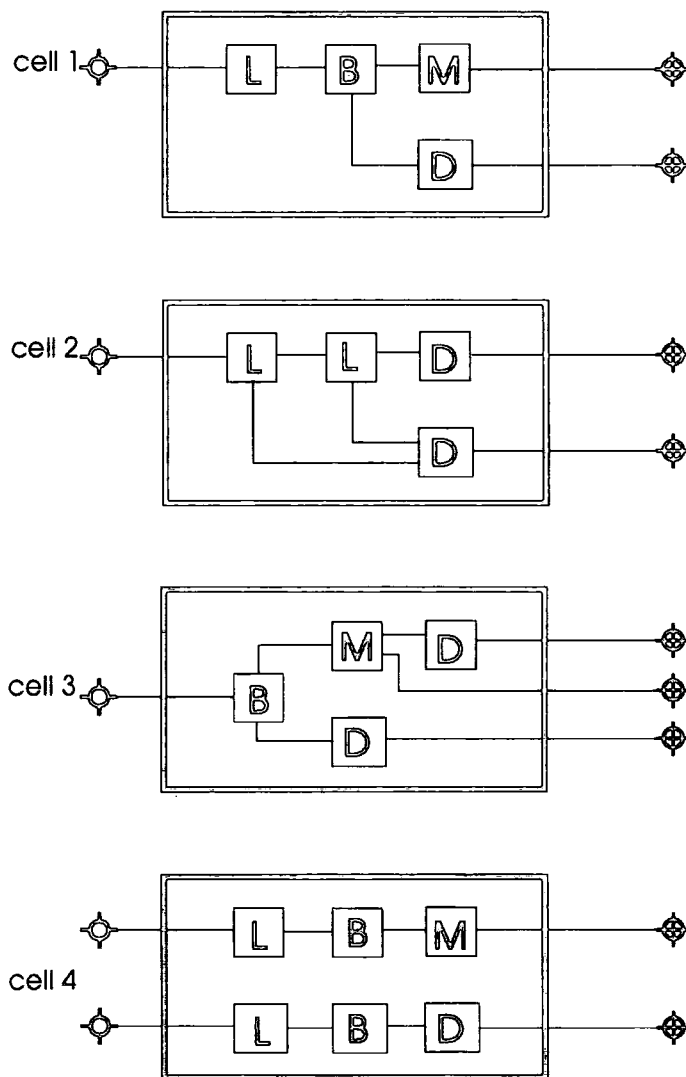 cell 1
L B M
D
cell 2
L L D
D
M D
cell 3
B
D
L B M
cell 4
L B D